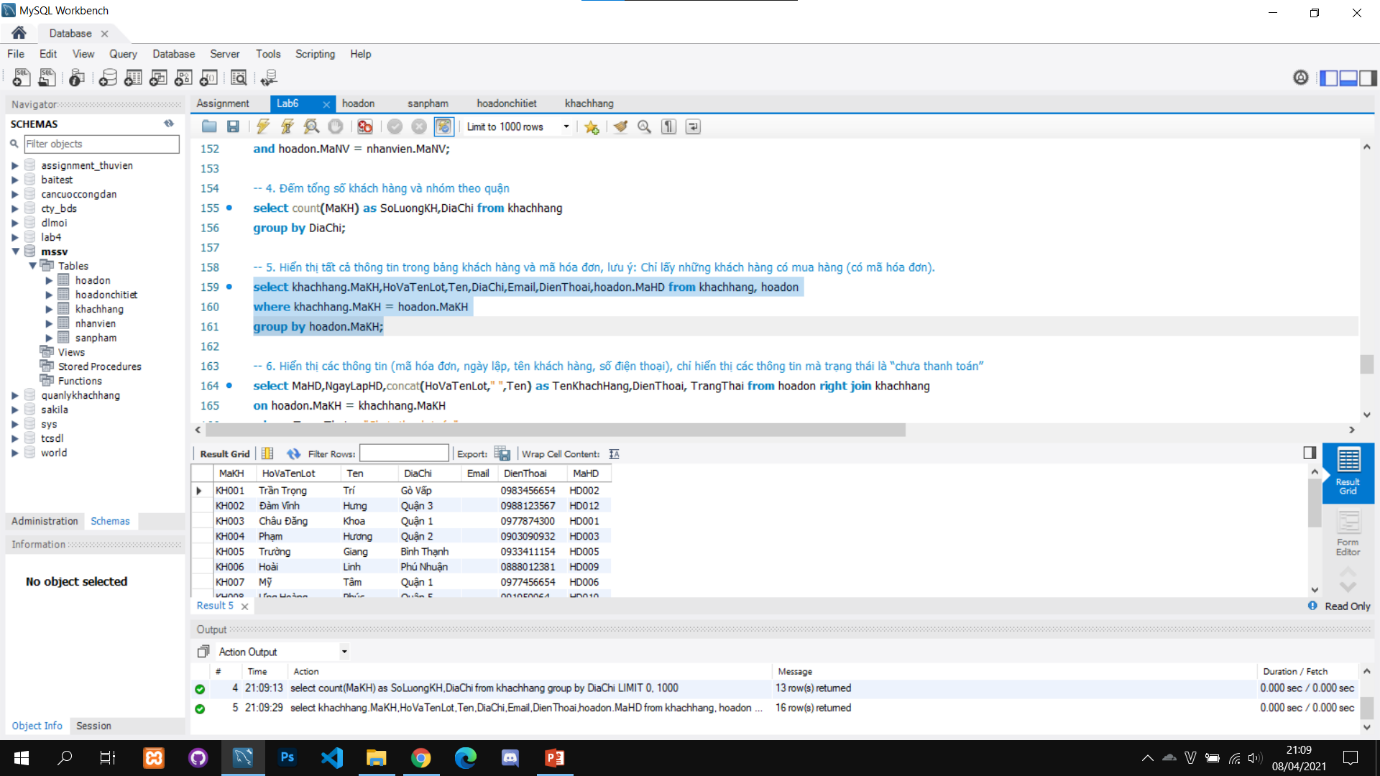 MySQL Workbench
Database
File Edit View Query Database Server Tools Scripting Help
Navigator
SCHEMAS
Filter objects
assignment_thuvien
baitest
cancuoccongdan
cty_bds
dlmoi
lab4
mssv
Tables
hoadon
hoadonchitiet
khachhang
nhanvien
sanpham
Views
Stored Procedures
Functions
quanlykhachhang
sakila
sys
tcsdl
world
Administration Schemas
Information
No object selected
Object Info Session
Assignment Lab6 hoadon sanpham hoadonchitiet khachhang
Limit to 1000 rows
152 and hoadon.MaNV = nhanvien.MaNV;
153
154 -- 4. Đếm tổng số khách hàng và nhóm theo quận
155 select count(MaKH) as SoLuongKH,DiaChi from khachhang
156 group by DiaChi;
157
158 -- 5. Hiển thị tất cả thông tin trong bảng khách hàng và mã hóa đơn, lưu ý: Chỉ lấy những khách hàng có mua hàng (có mã hóa đơn).
159 select khachhang.MaKH,HoVaTenLot,Ten,DiaChi,Email,DienThoai,hoadon.MaHD from khachhang, hoadon
160 where khachhang.MaKH = hoadon.MaKH
161 group by hoadon.MaKH;
162
163 -- 6. Hiển thị các thông tin (mã hóa đơn, ngày lập, tên khách hàng, số điện thoại), chỉ hiển thị các thông tin mà trạng thái là “chưa thanh toán”
164 select MaHD,NgayLapHD,concat(HoVaTenLot," ",Ten) as TenKhachHang,DienThoai, TrangThai from hoadon right join khachhang
165 on hoadon.MaKH = khachhang.MaKH
Result Grid Filter Rows: Export: Wrap Cell Content:
MaKH HoVaTenLot Ten DiaChi Email DienThoai MaHD
KH001 Trần Trọng Trí Gò Vấp 0983456654 HD002
KH002 Đàm Vĩnh Hưng Quận 3 0988123567 HD012
KH003 Châu Đăng Khoa Quận 1 0977874300 HD001
KH004 Phạm Hương Quận 2 0903090932 HD003
KH005 Trường Giang Bình Thạnh 0933411154 HD005
KH006 Hoài Linh Phú Nhuận 0888012381 HD009
KH007 Mỹ Tâm Quận 1 0977456654 HD006
Result Grid
Form Editor
Result 5
Read Only
Output
Action Output
# Time Action Message Duration / Fetch
4 21:09:13 select count(MaKH) as SoLuongKH,DiaChi from khachhang group by DiaChi LIMIT 0, 1000 13 row(s) returned 0.000 sec / 0.000 sec
5 21:09:29 select khachhang.MaKH,HoVaTenLot,Ten,DiaChi,Email,DienThoai,hoadon.MaHD from khachhang, hoadon ... 16 row(s) returned 0.000 sec / 0.000 sec
21:09
08/04/2021